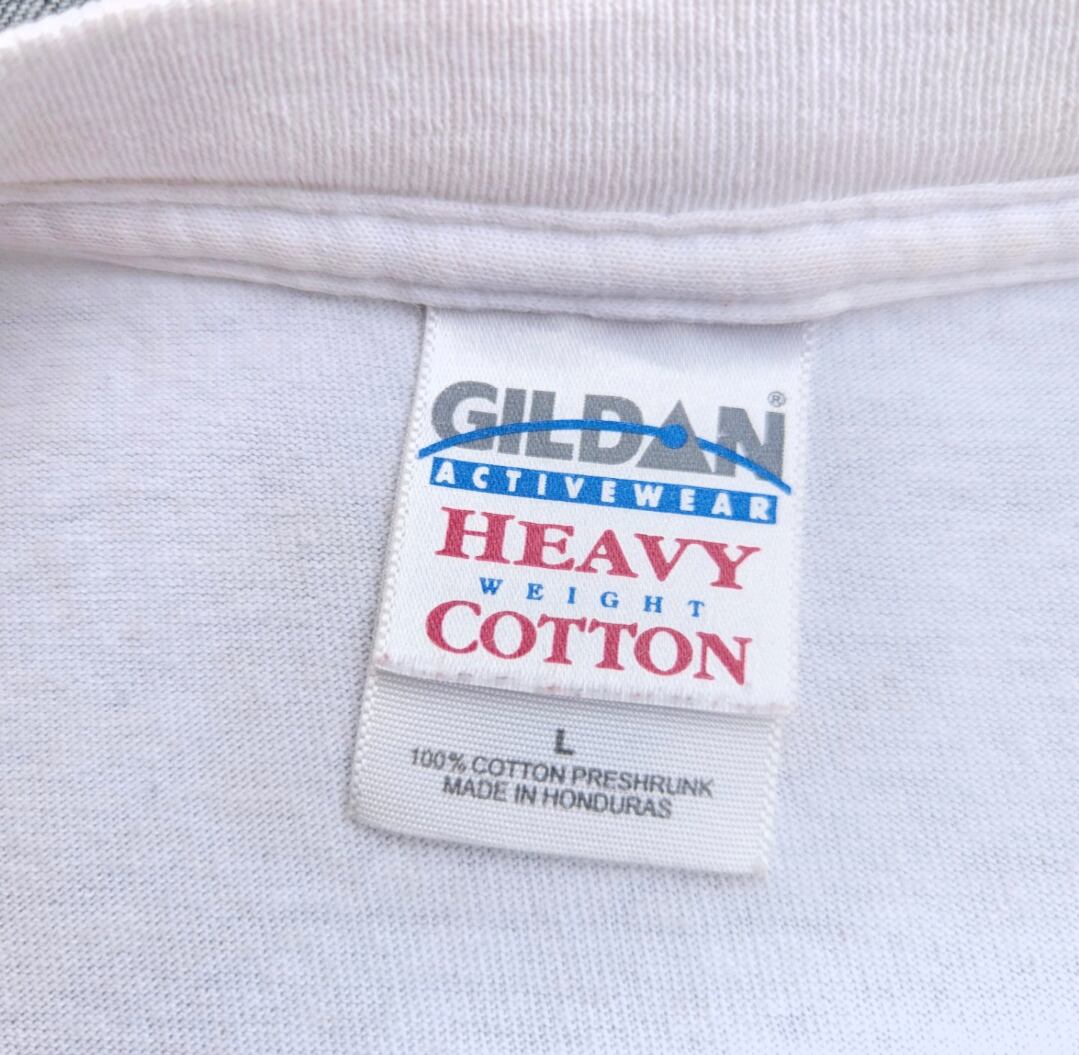 GILDAN®
ACTIVEWEAR
HEAVY
WEIGHT
COTTON
L
100% COTTON PRESHRUNK
MADE IN HONDURAS